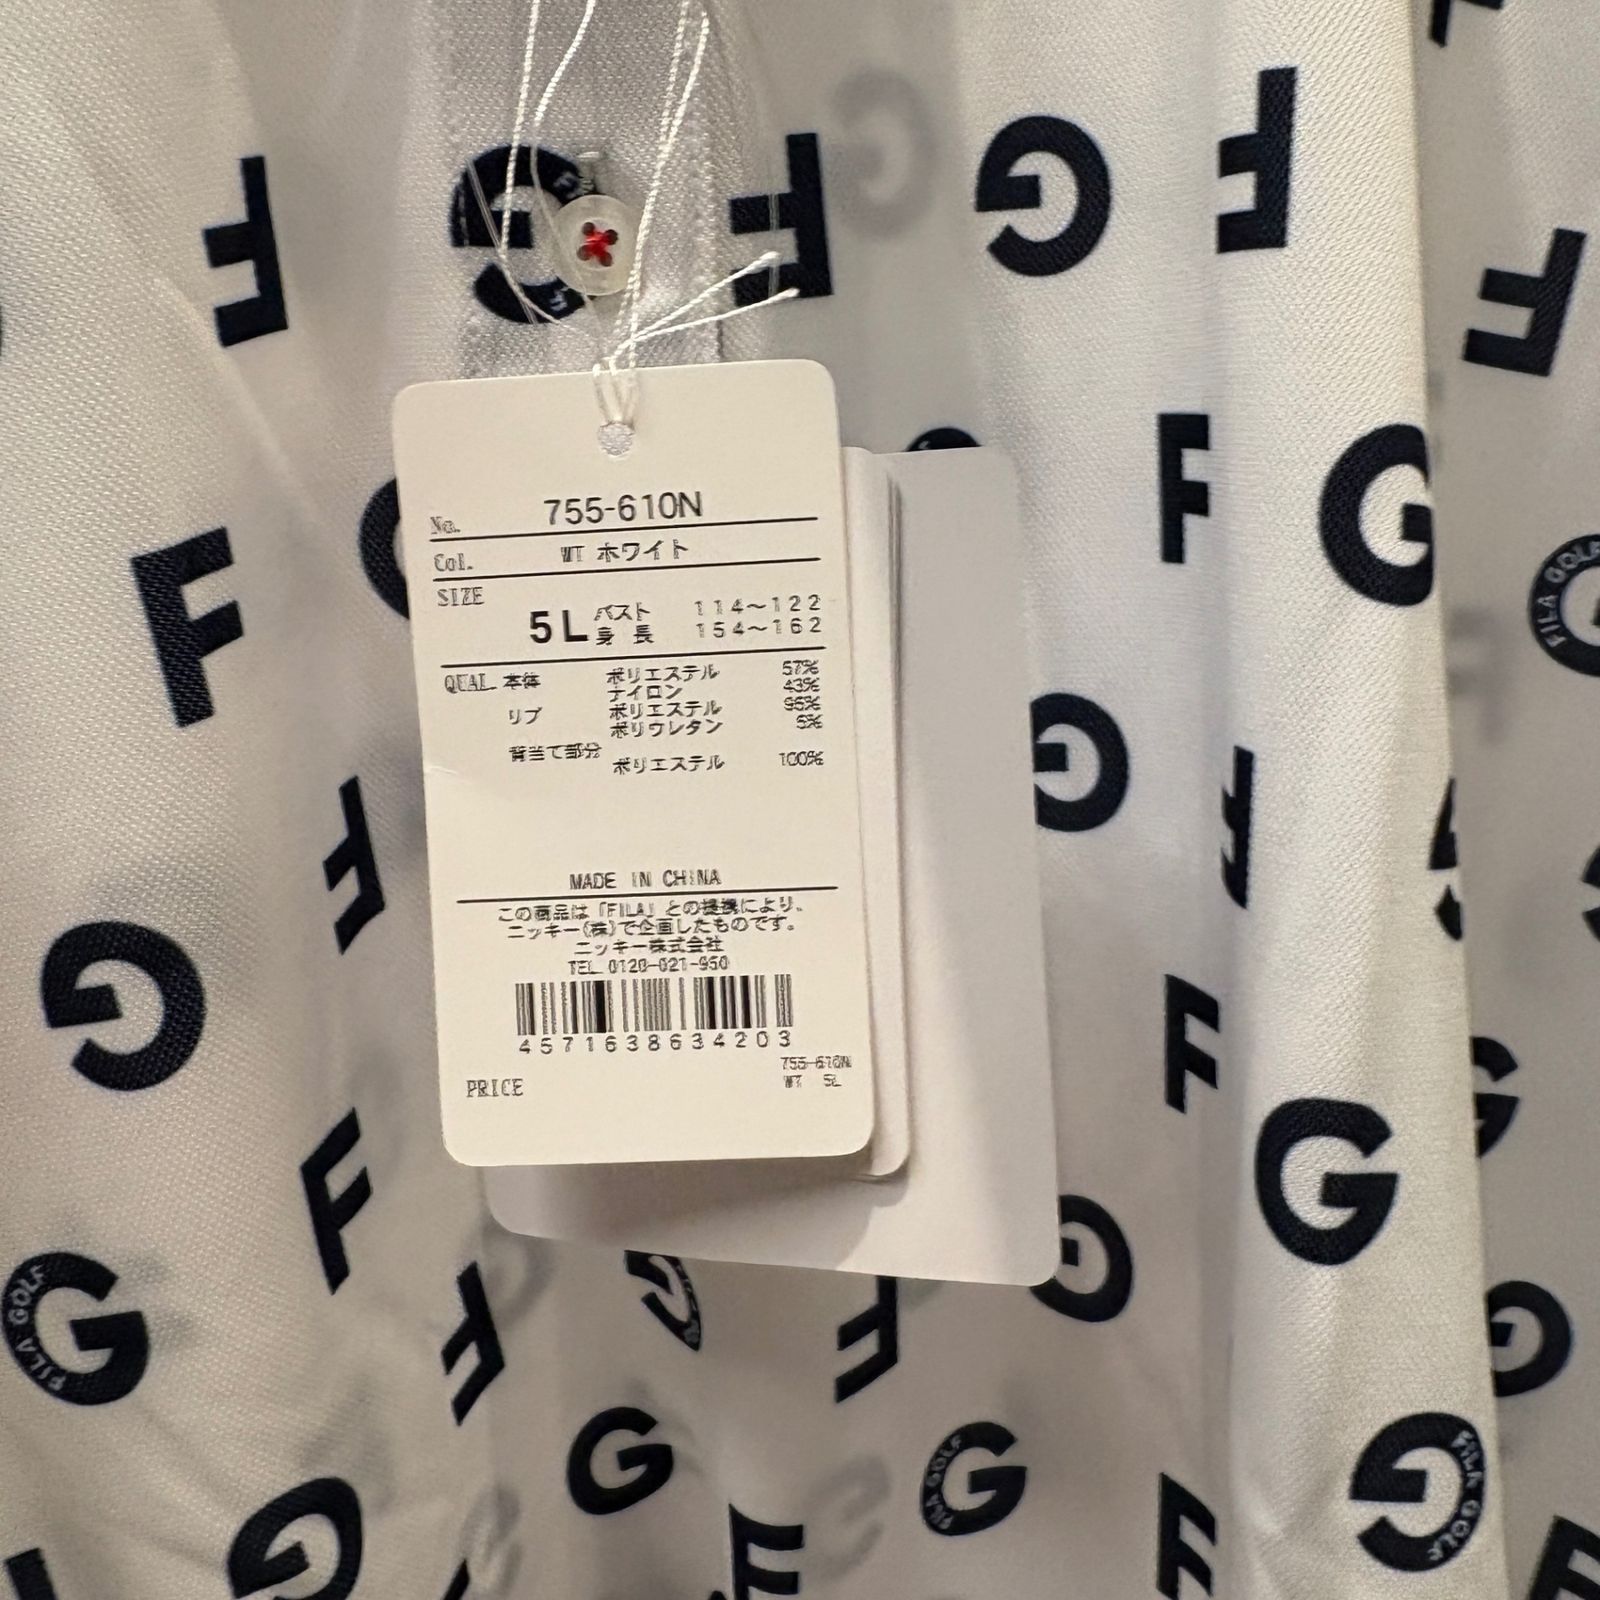 No. 755-610N
Col. WT ホワイト
SIZE
5L バスト 114～122
身長 154～162
QUAL. 本体 ポリエステル 57%
ナイロン 43%
リブ ポリエステル 95%
ポリウレタン 5%
背当て部分
ポリエステル 100%
MADE IN CHINA
この商品は「FILA」との提携により、
ニッキー(株)で企画したものです。
ニッキー株式会社
TEL 0120-021-950
4571638634203
755-610N
WT 5L
PRICE
F
G
FILA GOLF